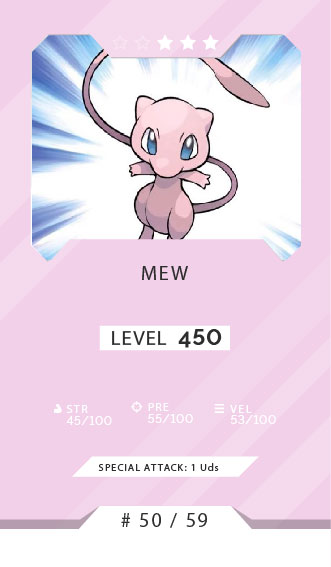 MEW
LEVEL 450
STR
45/100
PRE
55/100
VEL
53/100
SPECIAL ATTACK: 1 Uds
# 50 / 59